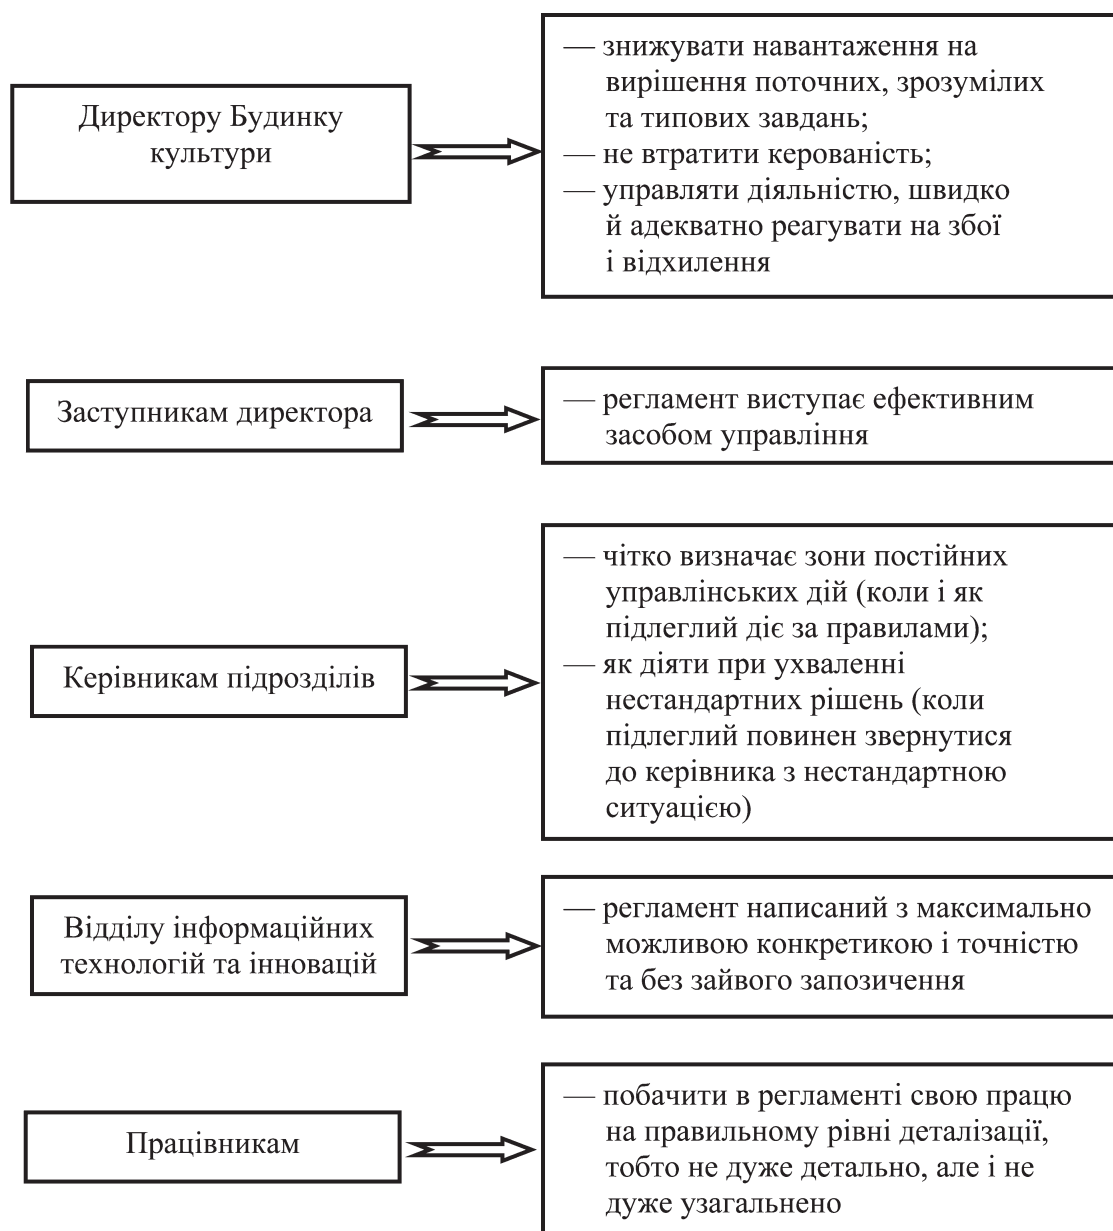 Директору Будинку
культури
— знижувати навантаження на
вирішення поточних, зрозумілих
та типових завдань;
— не втратити керованість;
— управляти діяльністю, швидко
й адекватно реагувати на збої
і відхилення
Заступникам директора
— регламент виступає ефективним
засобом управління
Керівникам підрозділів
— чітко визначає зони постійних
управлінських дій (коли і як
підлеглий діє за правилами);
— як діяти при ухваленні
нестандартних рішень (коли
підлеглий повинен звернутися
до керівника з нестандартною
ситуацією)
Відділу інформаційних
технологій та інновацій
— регламент написаний з максимально
можливою конкретикою і точністю
та без зайвого запозичення
Працівникам
— побачити в регламенті свою працю
на правильному рівні деталізації,
тобто не дуже детально, але і не
дуже узагальнено